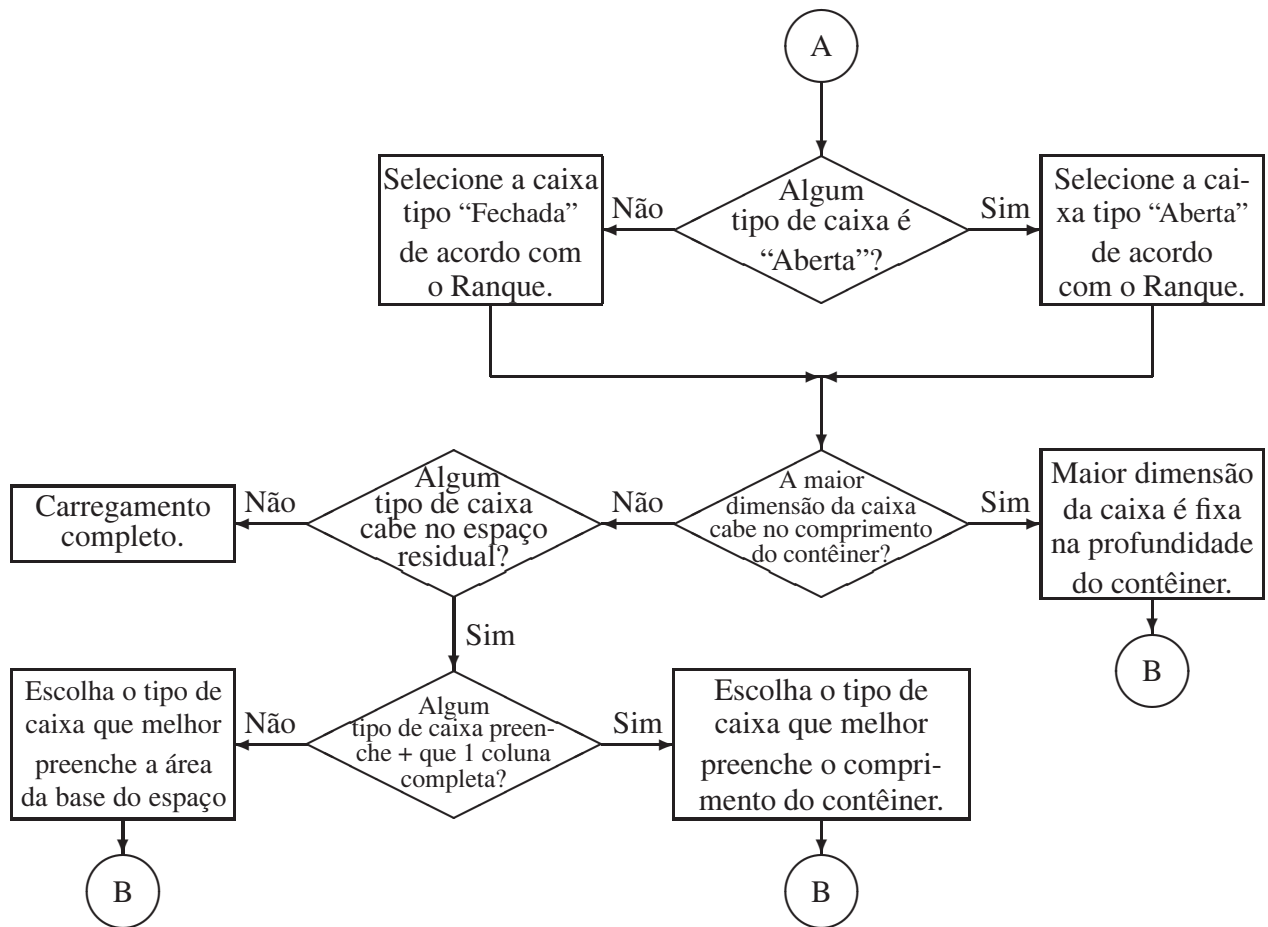 A
Selecione a caixa
tipo “Fechada”
de acordo com
o Ranque.
Não
Algum
tipo de caixa é
“Aberta”?
Sim
Selecione a cai-
xa tipo “Aberta”
de acordo
com o Ranque.
Carregamento
completo.
Não
Algum
tipo de caixa
cabe no espaço
residual?
Não
A maior
dimensão da caixa
cabe no comprimento
do contêiner?
Sim
Maior dimensão
da caixa é fixa
na profundidade
do contêiner.
Sim
B
Escolha o tipo de
caixa que melhor
preenche a área
da base do espaço
Não
Algum
tipo de caixa preen-
che + que 1 coluna
completa?
Sim
Escolha o tipo de
caixa que melhor
preenche o compri-
mento do contêiner.
B
B